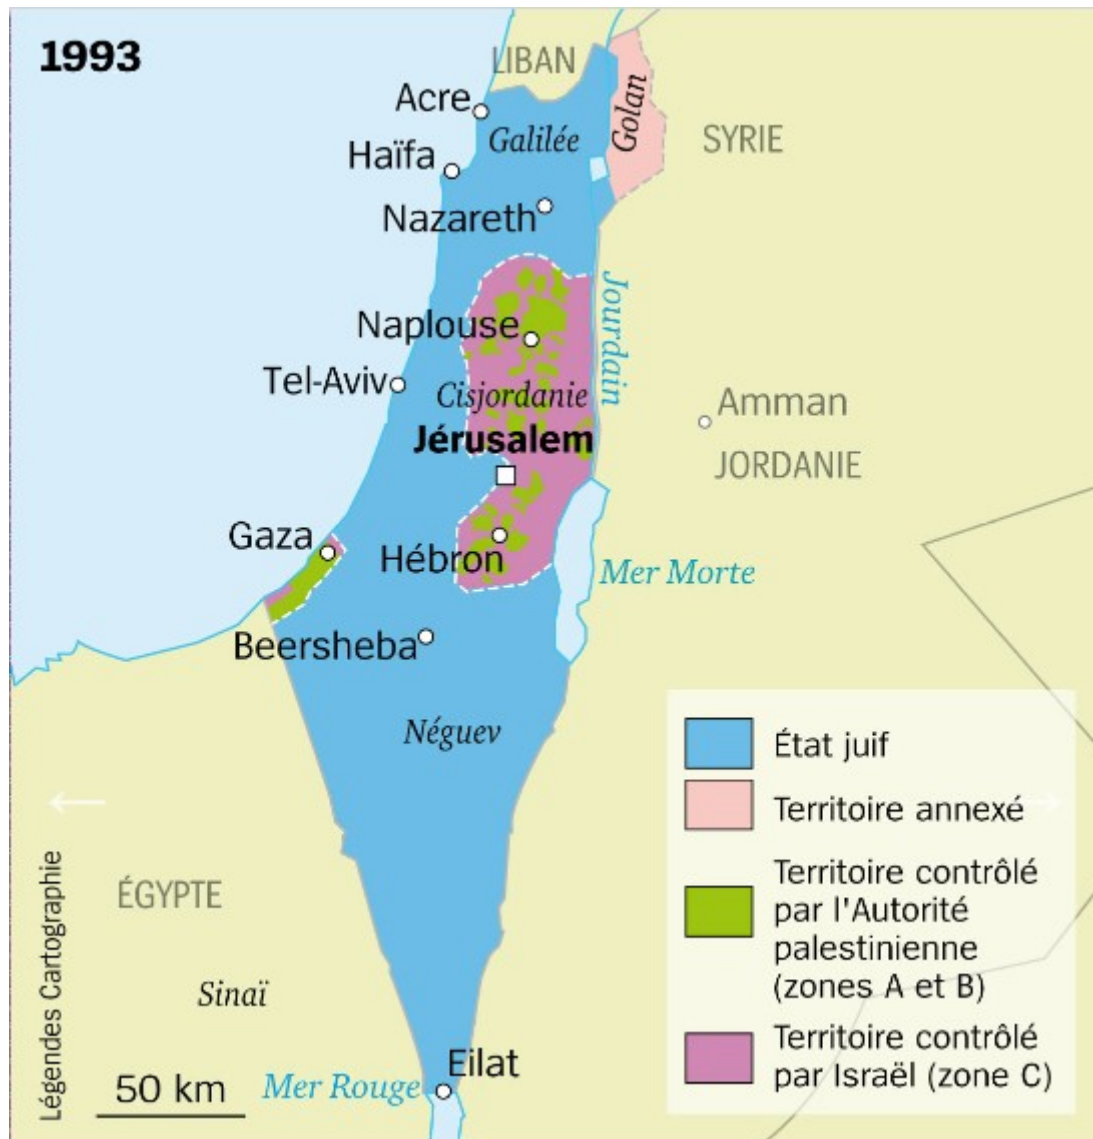 1993
LIBAN
Acre
Galilée
Golan
SYRIE
Haïfa
Nazareth
Jourdain
Naplouse
Tel-Aviv
Cisjordanie
Amman
Jérusalem
JORDANIE
Gaza
Hébron
Mer Morte
Beersheba
Néguev
État juif
Territoire annexé
Territoire contrôlé
par l'Autorité
palestinienne
(zones A et B)
Territoire contrôlé
par Israël (zone C)
ÉGYPTE
Sinaï
Eilat
Mer Rouge
50 km
Légendes Cartographie